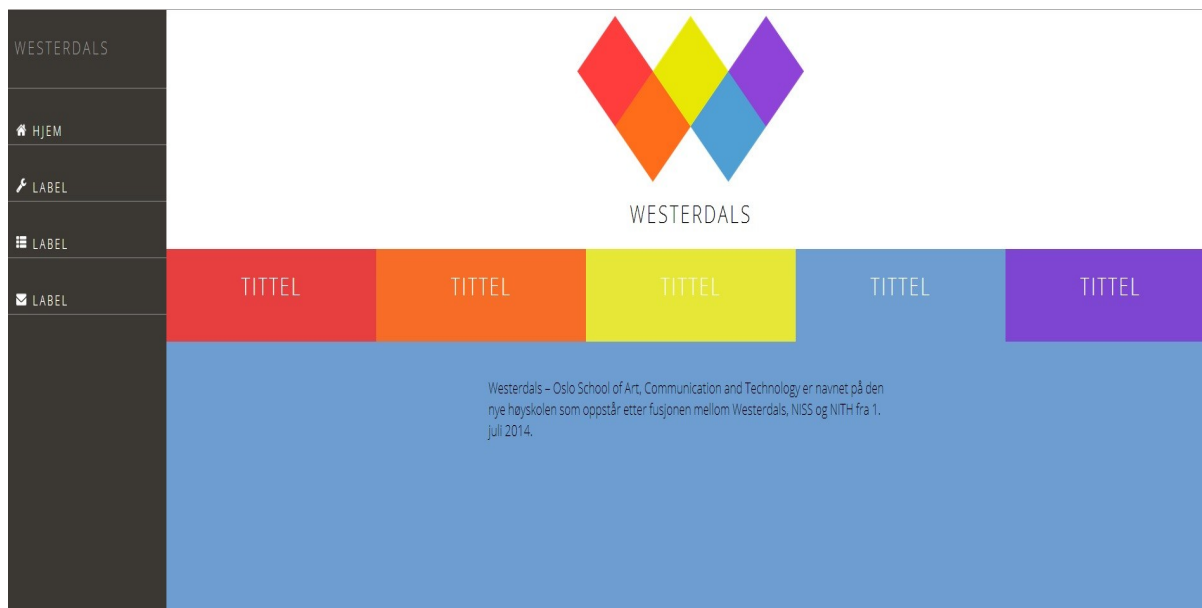 WESTERDALS
HJEM
LABEL
LABEL
LABEL
WESTERDALS
TITTEL
TITTEL
TITTEL
TITTEL
TITTEL
Westerdals – Oslo School of Art, Communication and Technology er navnet på den
nye høyskolen som oppstår etter fusjonen mellom Westerdals, NISS og NITH fra 1.
juli 2014.